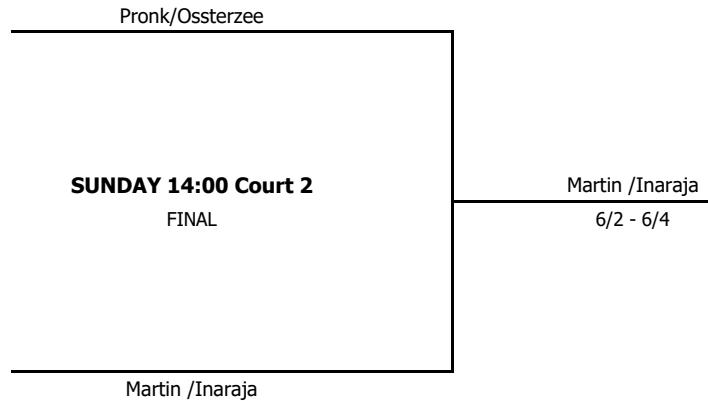 Pronk/Ossterzee
SUNDAY 14:00 Court 2
FINAL
Martin /Inaraja
6/2 - 6/4
Martin /Inaraja